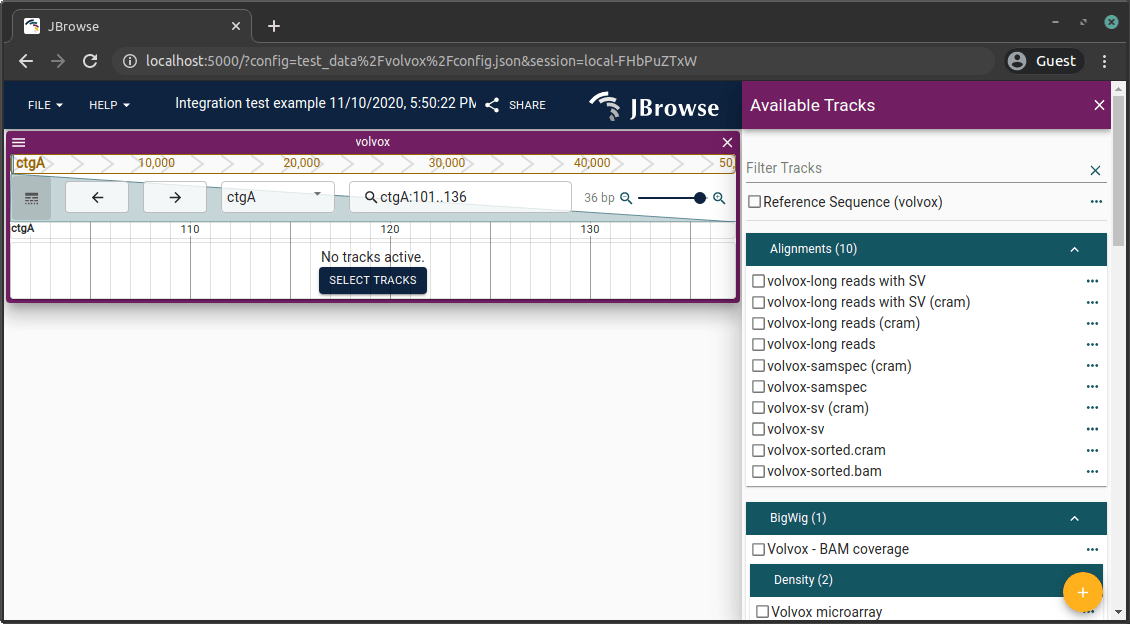 JBrowse
localhost:5000/?config=test_data%2Fvolvox%2Fconfig.json&session=local-FHbPuZTxW
Guest
FILE
HELP
Integration test example 11/10/2020, 5:50:22 PM
SHARE
JBrowse
volvox
ctgA
10,000
20,000
30,000
40,000
50,
ctgA
ctgA:101..136
36 bp
ctgA
110
120
130
No tracks active.
SELECT TRACKS
Available Tracks
Filter Tracks
Reference Sequence (volvox)
Alignments (10)
volvox-long reads with SV
volvox-long reads with SV (cram)
volvox-long reads (cram)
volvox-long reads
volvox-samspec (cram)
volvox-samspec
volvox-sv (cram)
volvox-sv
volvox-sorted.cram
volvox-sorted.bam
BigWig (1)
Volvox - BAM coverage
Density (2)
Volvox microarray